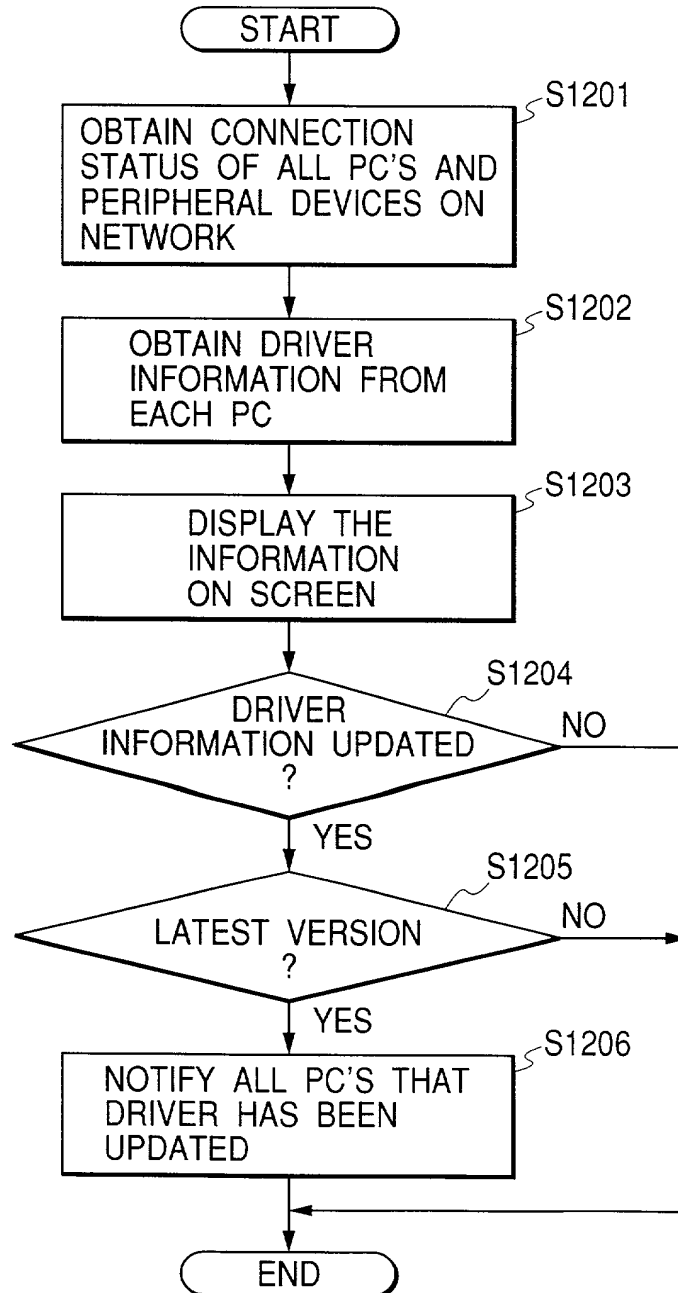 START
S1201
OBTAIN CONNECTION
STATUS OF ALL PC'S AND
PERIPHERAL DEVICES ON
NETWORK
S1202
OBTAIN DRIVER
INFORMATION FROM
EACH PC
S1203
DISPLAY THE
INFORMATION
ON SCREEN
S1204
DRIVER
INFORMATION UPDATED
?
NO
YES
S1205
LATEST VERSION
?
NO
YES
S1206
NOTIFY ALL PC'S THAT
DRIVER HAS BEEN
UPDATED
END